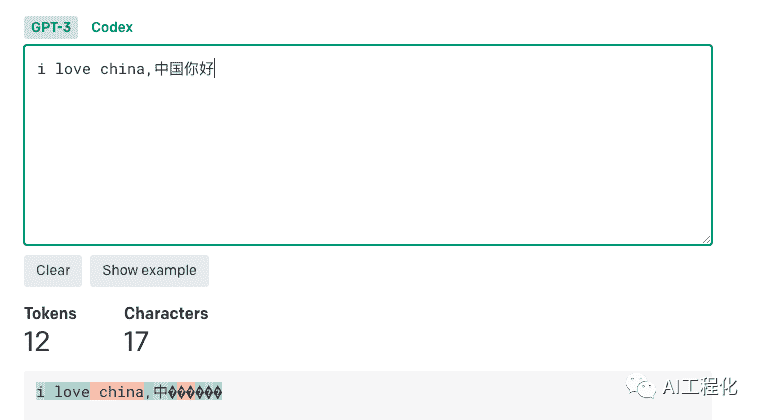 GPT-3 Codex
i love china,中国你好
Clear Show example
Tokens Characters
12 17
i love china,中������
AI工程化